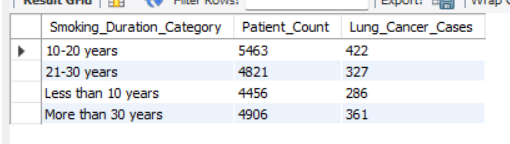 Result Grid Filter Rows: Export: Wrap C
Smoking_Duration_Category Patient_Count Lung_Cancer_Cases
10-20 years 5463 422
21-30 years 4821 327
Less than 10 years 4456 286
More than 30 years 4906 361